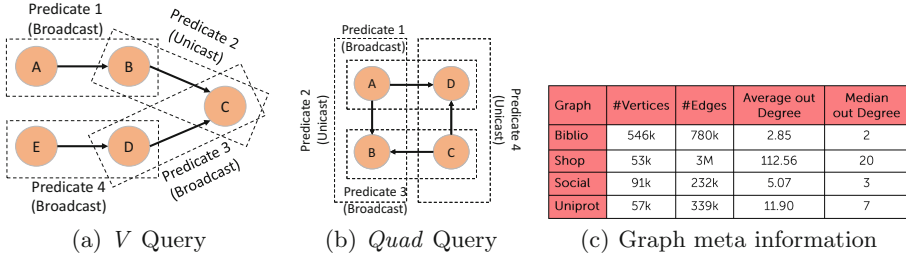 Predicate 1
(Broadcast)
Predicate 2
(Unicast)
A
B
C
E
D
Predicate 3
(Broadcast)
Predicate 4
(Broadcast)
(a) V Query
Predicate 1
(Broadcast)
Predicate 2
(Unicast)
A
D
B
C
Predicate 4
(Unicast)
Predicate 3
(Broadcast)
(b) Quad Query
Graph #Vertices #Edges Average out Degree Median out Degree
Biblio 546k 780k 2.85 2
Shop 53k 3M 112.56 20
Social 91k 232k 5.07 3
Uniprot 57k 339k 11.90 7
(c) Graph meta information